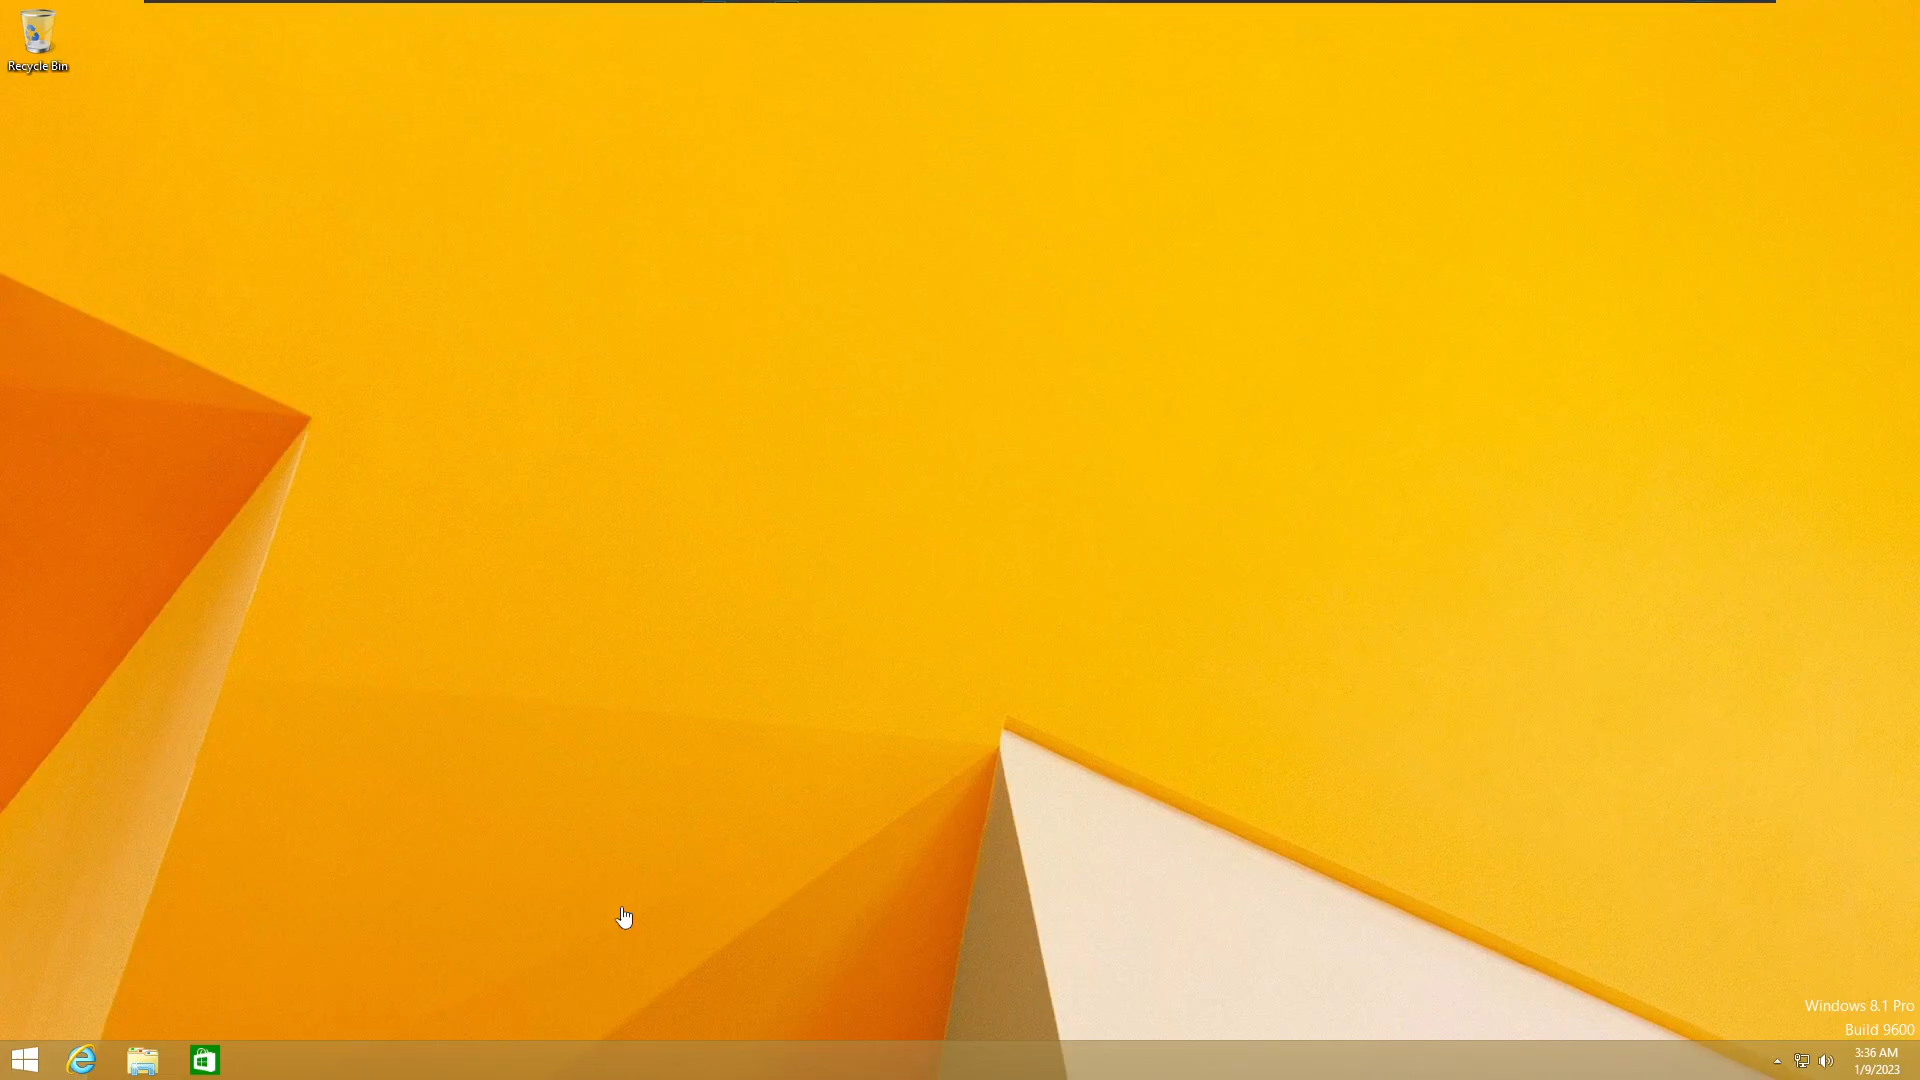 Recycle Bin
Windows 8.1 Pro
Build 9600
3:36 AM
1/9/2023